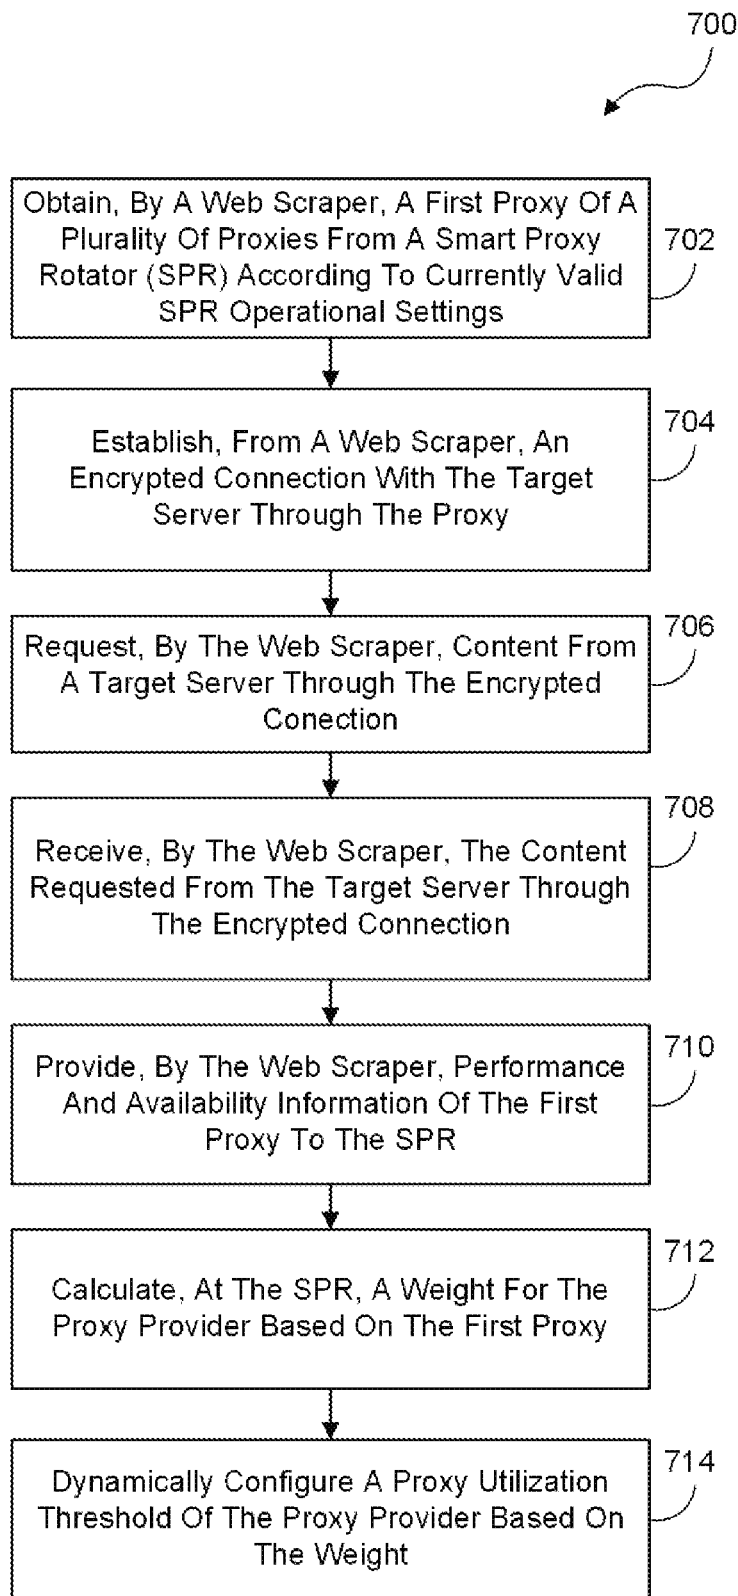 700
Obtain, By A Web Scraper, A First Proxy Of A
Plurality Of Proxies From A Smart Proxy
Rotator (SPR) According To Currently Valid
SPR Operational Settings
702
Establish, From A Web Scraper, An
Encrypted Connection With The Target
Server Through The Proxy
704
Request, By The Web Scraper, Content From
A Target Server Through The Encrypted
Conection
706
Receive, By The Web Scraper, The Content
Requested From The Target Server Through
The Encrypted Connection
708
Provide, By The Web Scraper, Performance
And Availability Information Of The First
Proxy To The SPR
710
Calculate, At The SPR, A Weight For The
Proxy Provider Based On The First Proxy
712
Dynamically Configure A Proxy Utilization
Threshold Of The Proxy Provider Based On
The Weight
714